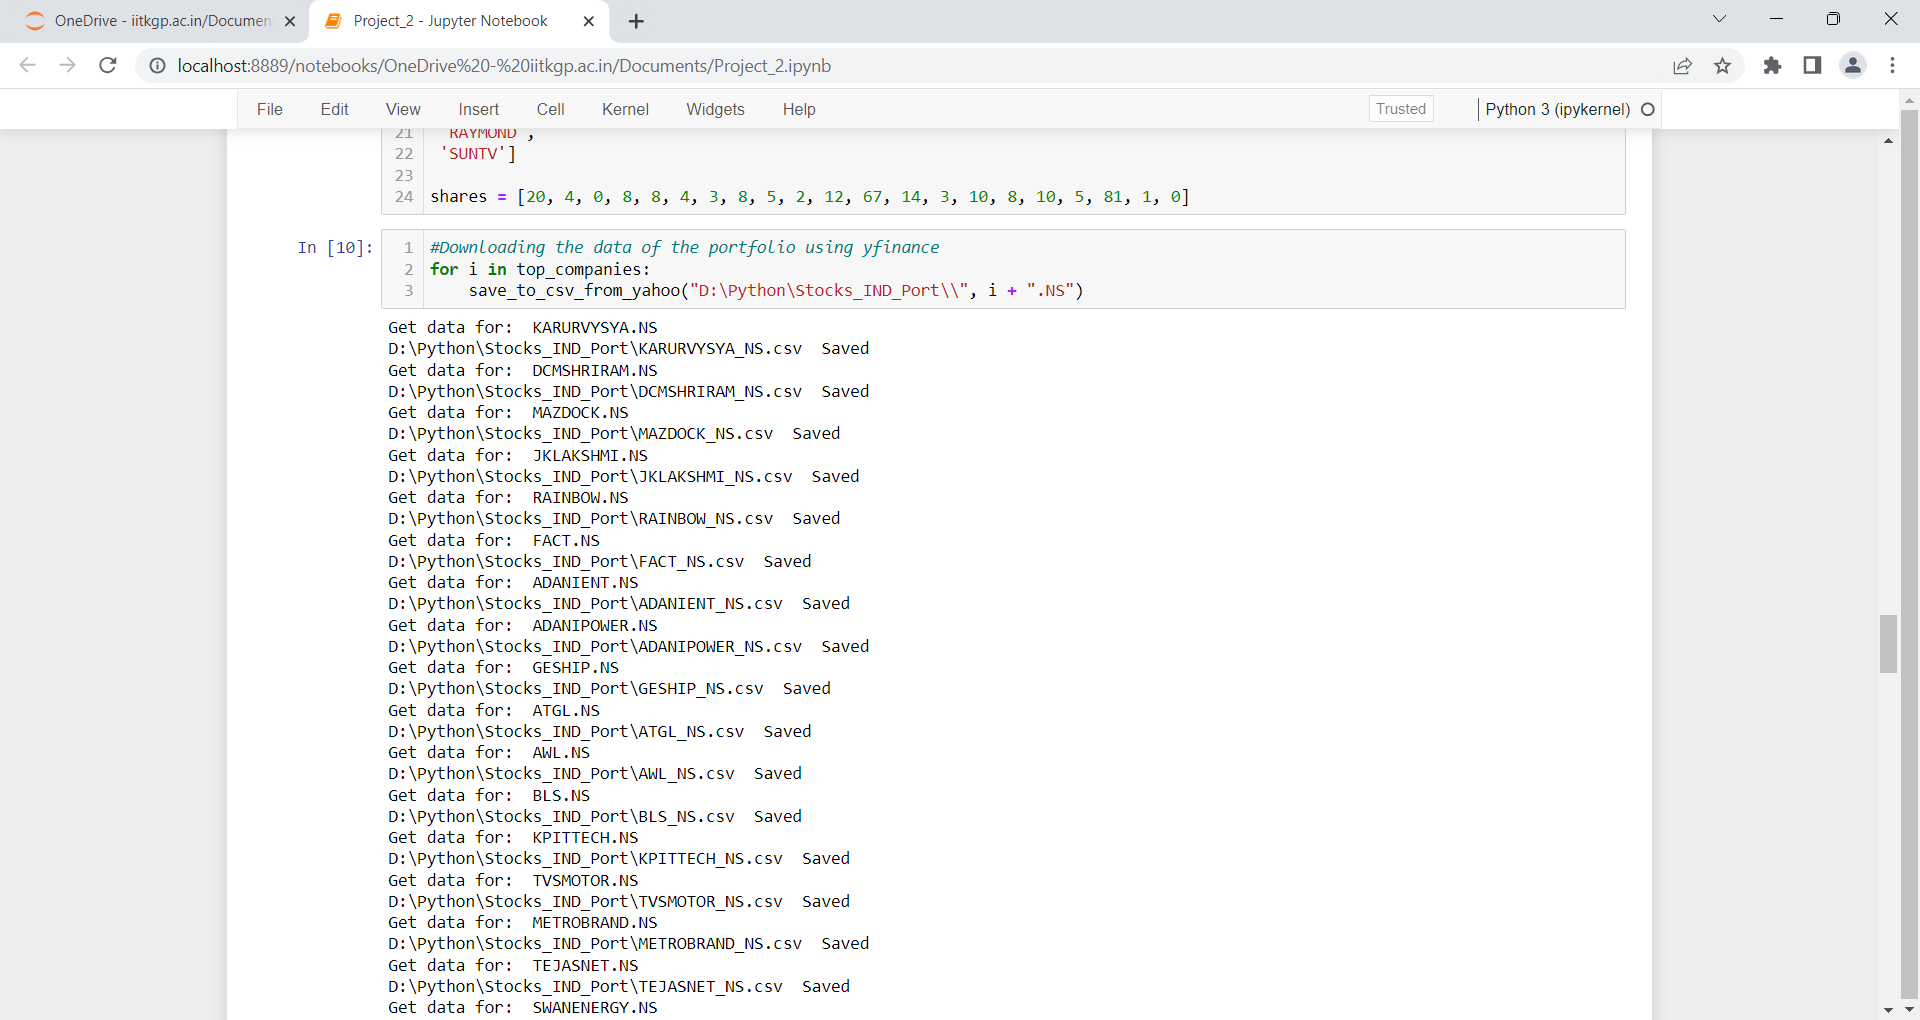 OneDrive - iitkgp.ac.in/Documen
Project_2 - Jupyter Notebook
localhost:8889/notebooks/OneDrive%20-%20iitkgp.ac.in/Documents/Project_2.ipynb
File Edit View Insert Cell Kernel Widgets Help Trusted Python 3 (ipykernel)
21 'RAYMOND',
22 'SUNTV']
23
24 shares = [20, 4, 0, 8, 8, 4, 3, 8, 5, 2, 12, 67, 14, 3, 10, 8, 10, 5, 81, 1, 0]
In [10]: 1 #Downloading the data of the portfolio using yfinance
2 for i in top_companies:
3 save_to_csv_from_yahoo("D:\Python\Stocks_IND_Port\\", i + ".NS")
Get data for:  KARURVYSYA.NS
D:\Python\Stocks_IND_Port\KARURVYSYA_NS.csv  Saved
Get data for:  DCMSHRIRAM.NS
D:\Python\Stocks_IND_Port\DCMSHRIRAM_NS.csv  Saved
Get data for:  MAZDOCK.NS
D:\Python\Stocks_IND_Port\MAZDOCK_NS.csv  Saved
Get data for:  JKLAKSHMI.NS
D:\Python\Stocks_IND_Port\JKLAKSHMI_NS.csv  Saved
Get data for:  RAINBOW.NS
D:\Python\Stocks_IND_Port\RAINBOW_NS.csv  Saved
Get data for:  FACT.NS
D:\Python\Stocks_IND_Port\FACT_NS.csv  Saved
Get data for:  ADANIENT.NS
D:\Python\Stocks_IND_Port\ADANIENT_NS.csv  Saved
Get data for:  ADANIPOWER.NS
D:\Python\Stocks_IND_Port\ADANIPOWER_NS.csv  Saved
Get data for:  GESHIP.NS
D:\Python\Stocks_IND_Port\GESHIP_NS.csv  Saved
Get data for:  ATGL.NS
D:\Python\Stocks_IND_Port\ATGL_NS.csv  Saved
Get data for:  AWL.NS
D:\Python\Stocks_IND_Port\AWL_NS.csv  Saved
Get data for:  BLS.NS
D:\Python\Stocks_IND_Port\BLS_NS.csv  Saved
Get data for:  KPITTECH.NS
D:\Python\Stocks_IND_Port\KPITTECH_NS.csv  Saved
Get data for:  TVSMOTOR.NS
D:\Python\Stocks_IND_Port\TVSMOTOR_NS.csv  Saved
Get data for:  METROBRAND.NS
D:\Python\Stocks_IND_Port\METROBRAND_NS.csv  Saved
Get data for:  TEJASNET.NS
D:\Python\Stocks_IND_Port\TEJASNET_NS.csv  Saved
Get data for:  SWANENERGY.NS